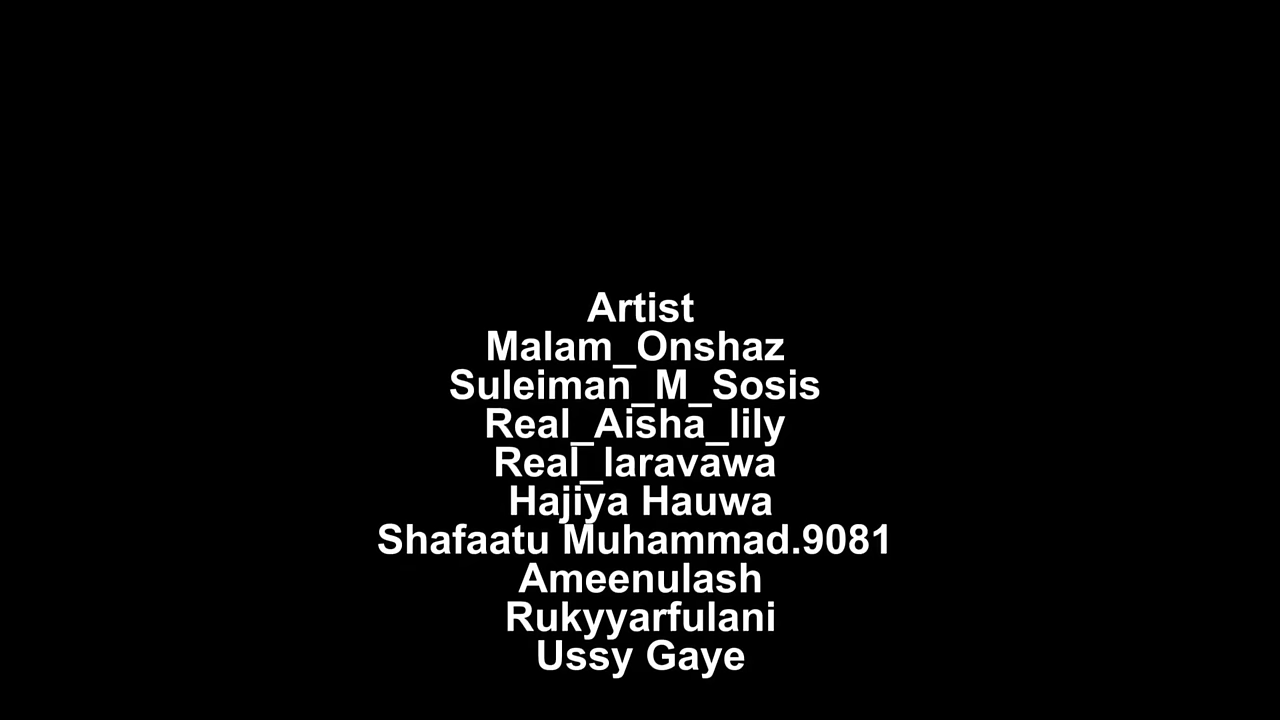 Artist
Malam_Onshaz
Suleiman_M_Sosis
Real_Aisha_lily
Real_laravawa
Hajiya Hauwa
Shafaatu Muhammad.9081
Ameenulash
Rukyyarfulani
Ussy Gaye